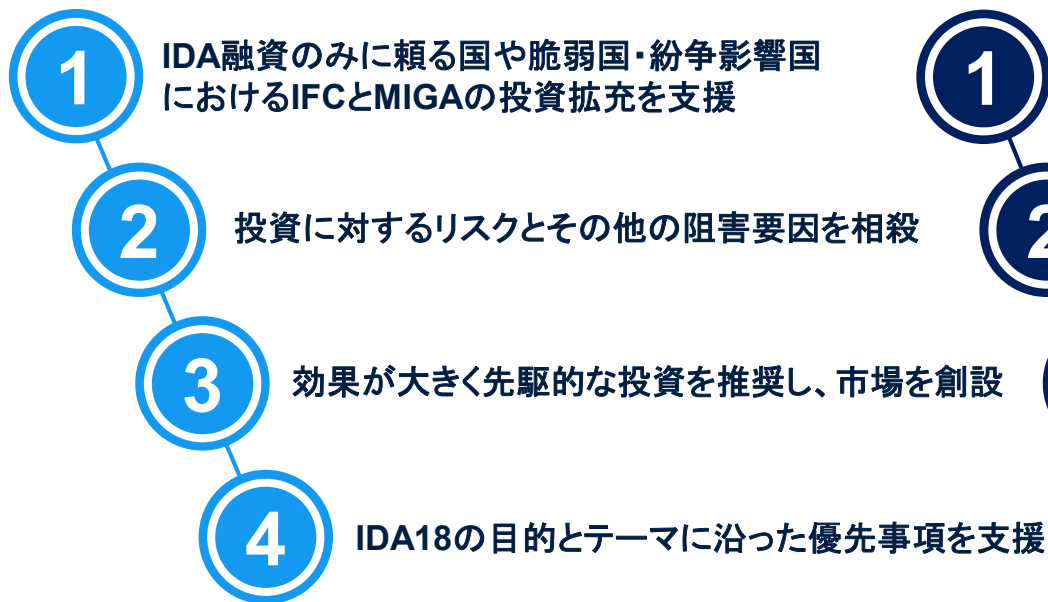 1
IDA融資のみに頼る国や脆弱国・紛争影響国
におけるIFCとMIGAの投資拡充を支援
2
投資に対するリスクとその他の阻害要因を相殺
3
効果が大きく先駆的な投資を推奨し、市場を創設
4
IDA18の目的とテーマに沿った優先事項を支援
1
2